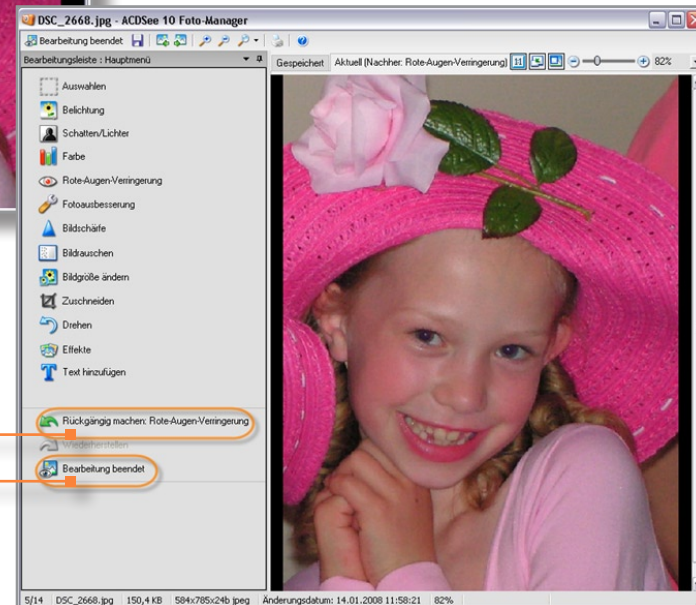 DSC_2668.jpg - ACDSee 10 Foto-Manager
Bearbeitung beendet
Bearbeitungsleiste : Hauptmenü
Gespeichert Aktuell (Nachher: Rote-Augen-Verringerung) 82%
Auswahlen
Belichtung
Schatten/Lichter
Farbe
Rote-Augen-Verringerung
Fotoausbesserung
Bildschärfe
Bildrauschen
Bildgröße ändern
Zuschneiden
Drehen
Effekte
Text hinzufügen
Rückgängig machen: Rote-Augen-Verringerung
Wiederherstellen
Bearbeitung beendet
5/14 DSC_2668.jpg 150,4 KB 584x785x24b jpeg Änderungsdatum: 14.01.2008 11:58:21 82%